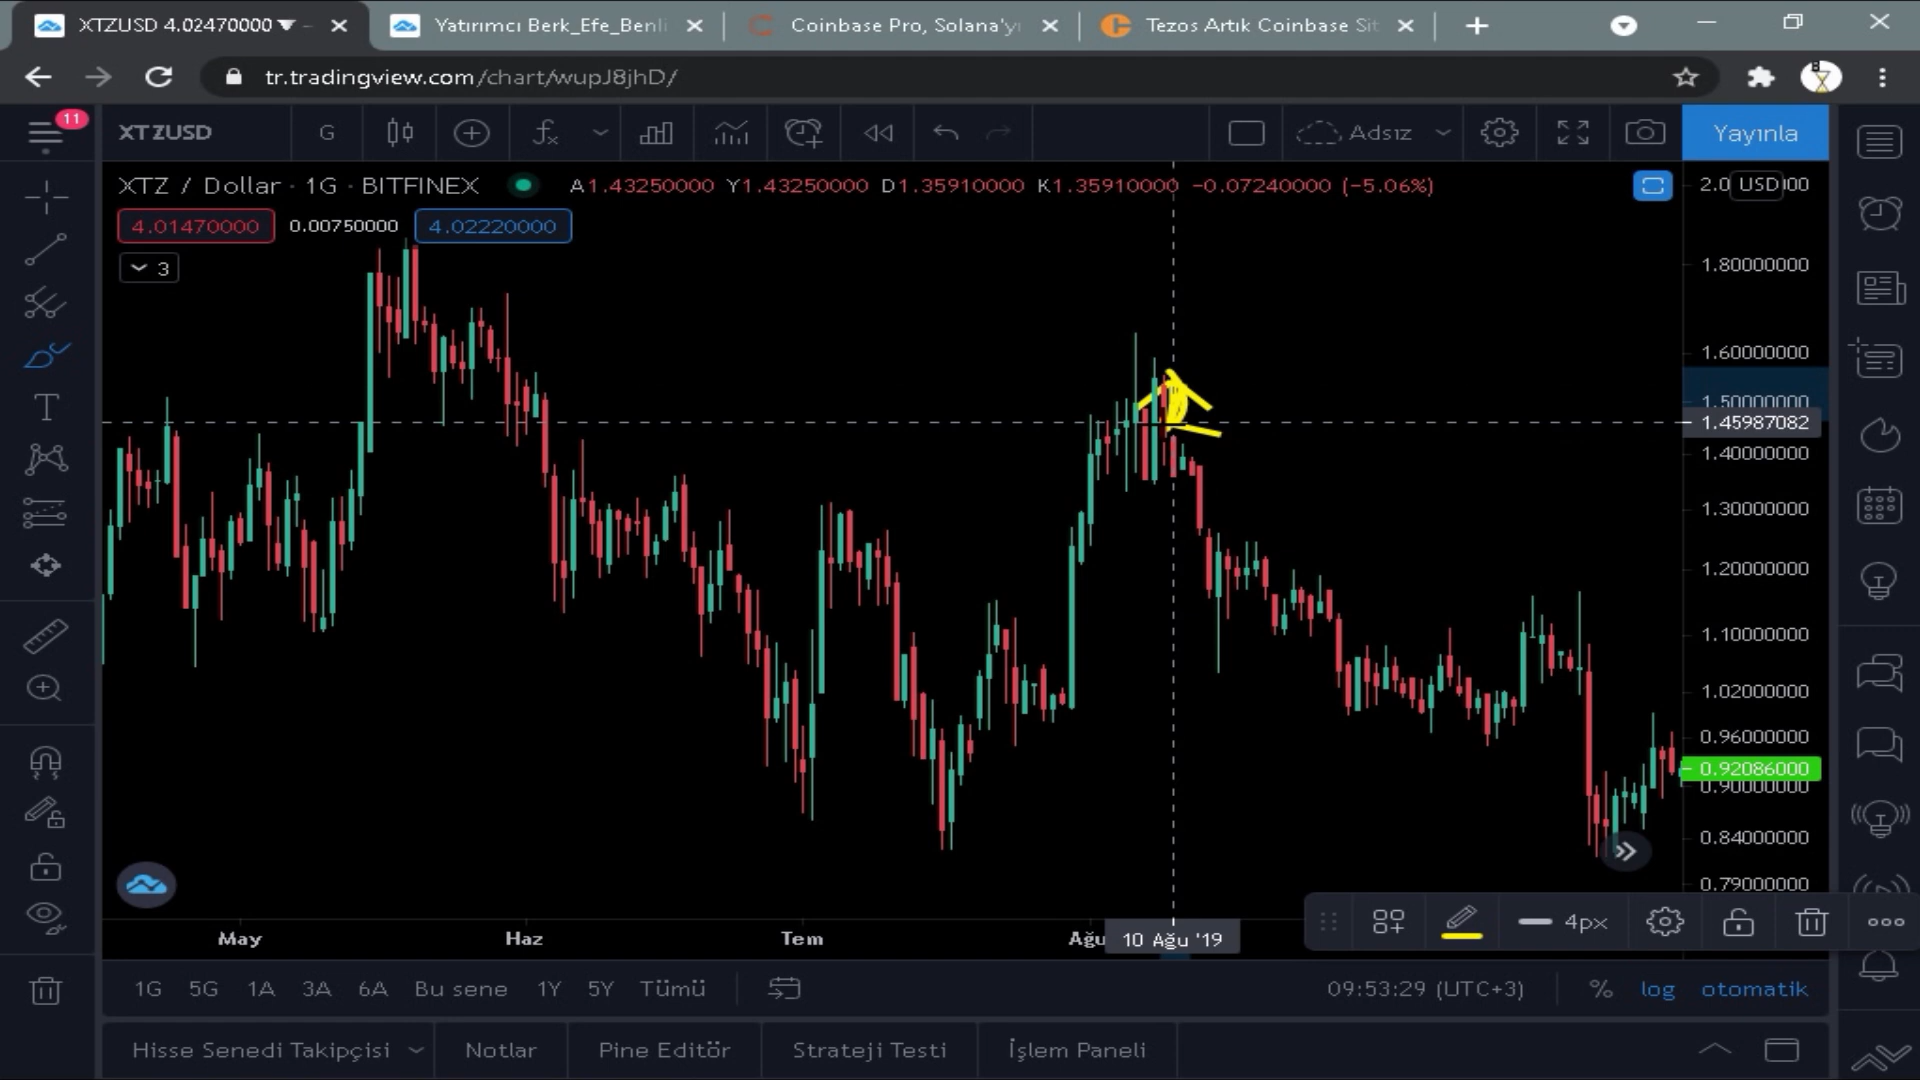 XTZUSD 4.02470000
Yatırımcı Berk_Efe_Benli
Coinbase Pro, Solana'yı
Tezos Artık Coinbase Sit
tr.tradingview.com/chart/wupJ8jhD/
11
XTZUSD
G
Adsız
Yayınla
XTZ / Dollar · 1G · BITFINEX
A1.43250000 Y1.43250000 D1.35910000 K1.35910000 −0.07240000 (−5.06%)
USD
4.01470000
0.00750000
4.02220000
3
1.80000000
1.60000000
1.50000000
1.45987082
1.40000000
1.30000000
1.20000000
1.10000000
1.02000000
0.96000000
0.92086000
0.90000000
0.84000000
0.79000000
4px
May
Haz
Tem
Ağu
10 Ağu '19
1G
5G
1A
3A
6A
Bu sene
1Y
5Y
Tümü
09:53:29 (UTC+3)
%
log
otomatik
Hisse Senedi Takipçisi
Notlar
Pine Editör
Strateji Testi
İşlem Paneli